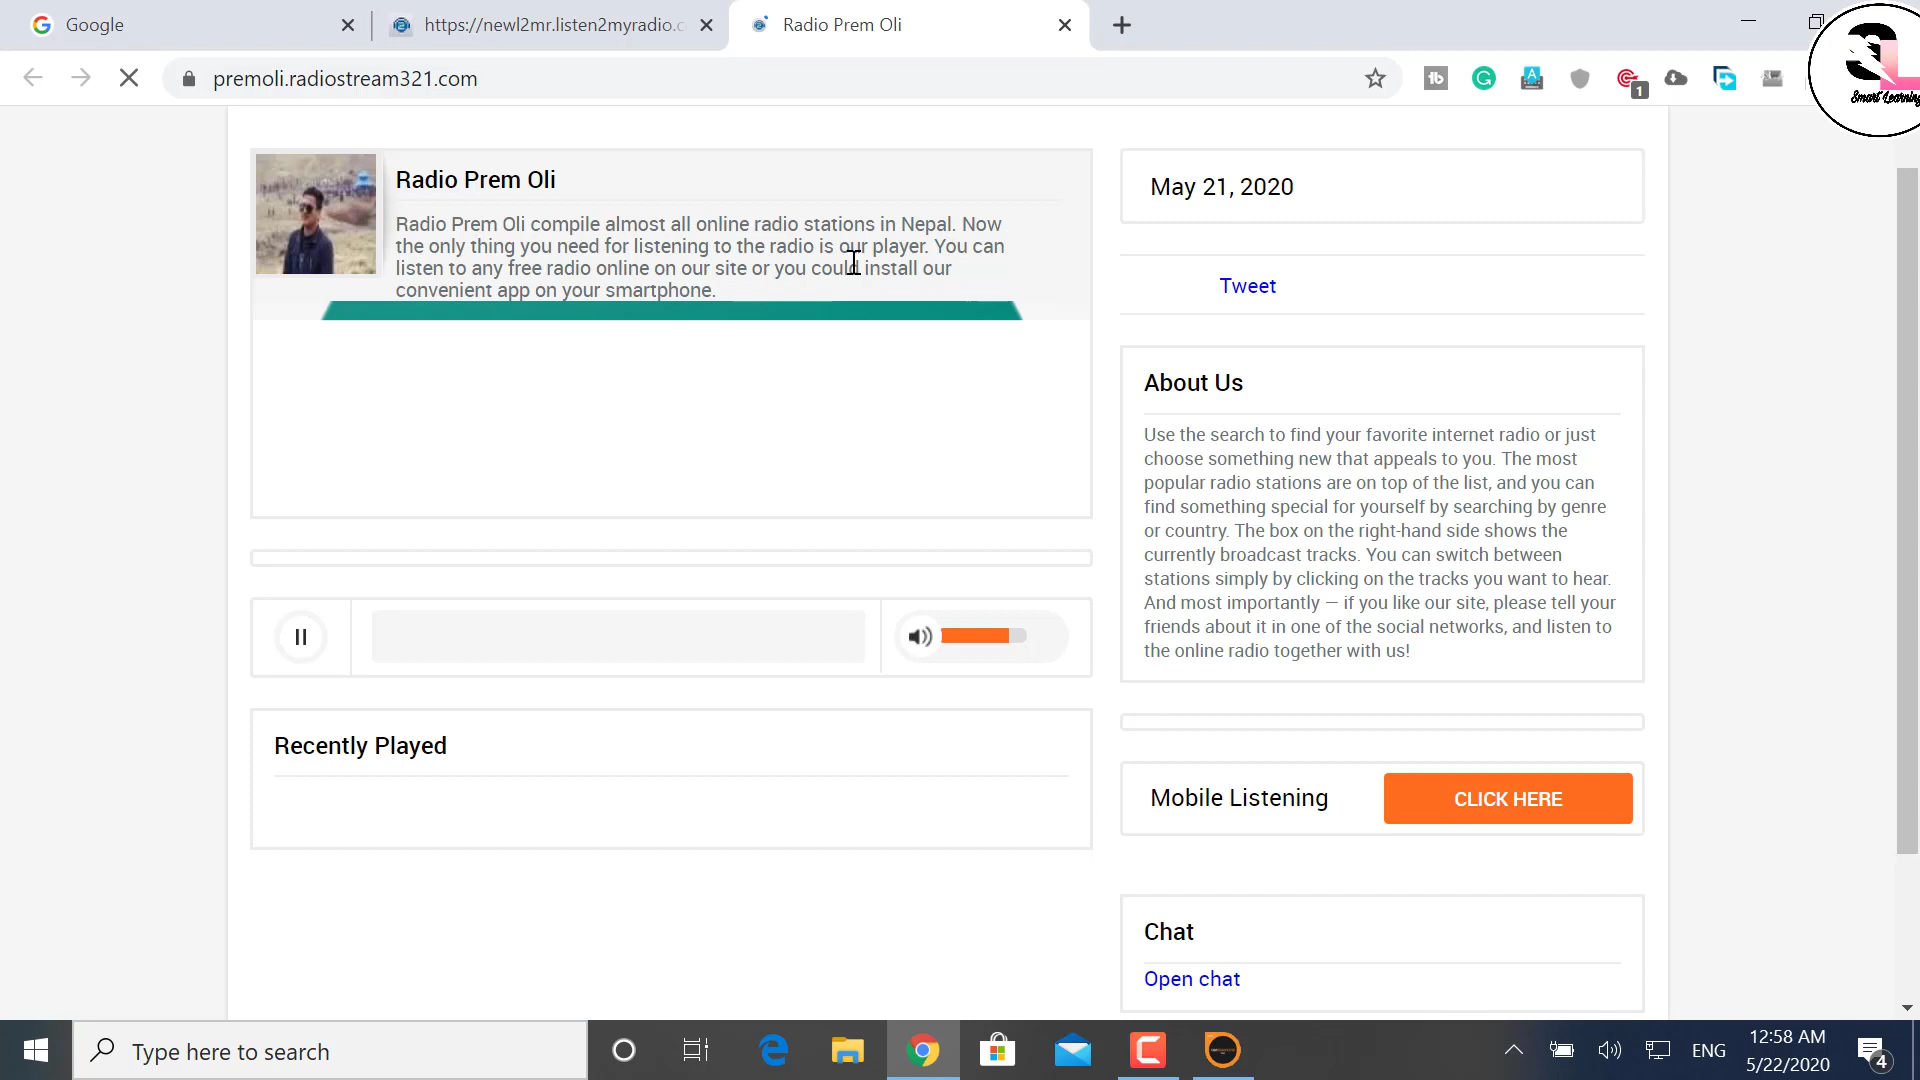 Google
https://newl2mr.listen2myradio.c
Radio Prem Oli
premoli.radiostream321.com
1
3L
Smart Learning
Radio Prem Oli
Radio Prem Oli compile almost all online radio stations in Nepal. Now
the only thing you need for listening to the radio is our player. You can
listen to any free radio online on our site or you could install our
convenient app on your smartphone.
May 21, 2020
Tweet
About Us
Use the search to find your favorite internet radio or just
choose something new that appeals to you. The most
popular radio stations are on top of the list, and you can
find something special for yourself by searching by genre
or country. The box on the right-hand side shows the
currently broadcast tracks. You can switch between
stations simply by clicking on the tracks you want to hear.
And most importantly — if you like our site, please tell your
friends about it in one of the social networks, and listen to
the online radio together with us!
Recently Played
Mobile Listening
CLICK HERE
Chat
Open chat
Type here to search
ENG
12:58 AM
5/22/2020
4